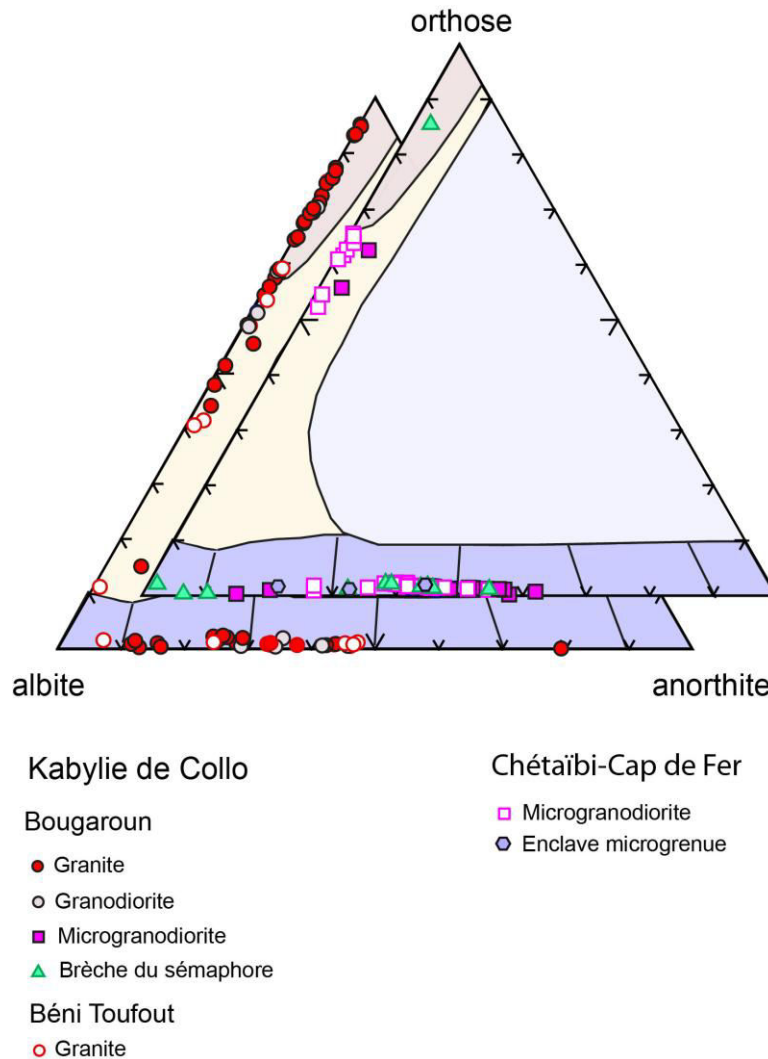 orthose
albite
anorthite
Kabylie de Collo
Bougaroun
Granite
Granodiorite
Microgranodiorite
Brèche du sémaphore
Béni Toufout
Granite
Chétaïbi-Cap de Fer
Microgranodiorite
Enclave microgrenue